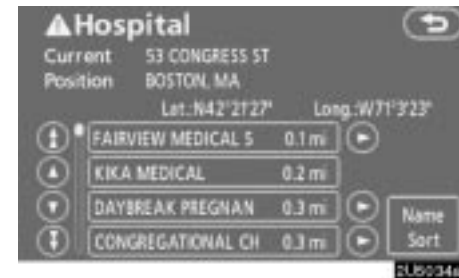 Hospital
Current 53 CONGRESS ST
Position BOSTON, MA
Lat.:N42°21'27" Long.:W71°3'23"
FAIRVIEW MEDICAL S 0.1 mi
KIKA MEDICAL 0.2 mi
DAYBREAK PREGNAN 0.3 mi
CONGREGATIONAL CH 0.3 mi
Name
Sort
2U5034a